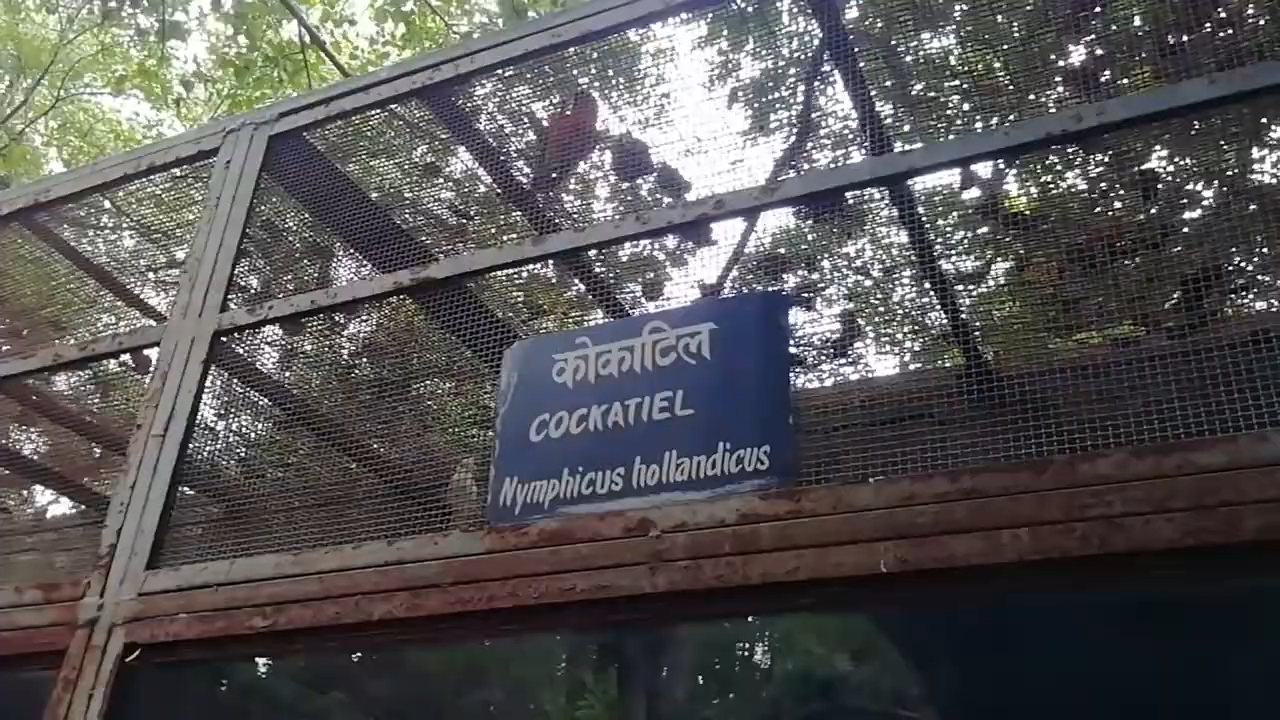 कोकाटिल
COCKATIEL
Nymphicus hollandicus